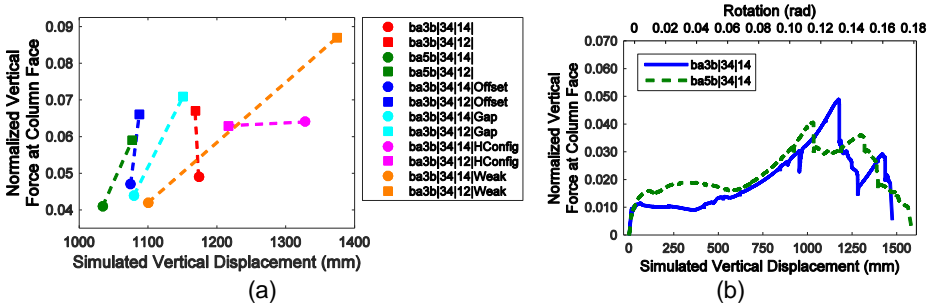 (a)
0.09
0.08
0.07
0.06
0.05
0.04
Normalized Vertical
Force at Column Face
1000 1100 1200 1300 1400
Simulated Vertical Displacement (mm)
ba3b|34|14|
ba3b|34|12|
ba5b|34|14|
ba5b|34|12|
ba3b|34|14|Offset
ba3b|34|12|Offset
ba3b|34|14|Gap
ba3b|34|12|Gap
ba3b|34|14|HConfig
ba3b|34|12|HConfig
ba3b|34|14|Weak
ba3b|34|12|Weak
(a)
Rotation (rad)
0 0.02 0.04 0.06 0.08 0.1 0.12 0.14 0.16 0.18
(b)
0.070
0.060
0.050
0.040
0.030
0.020
0.010
0
Normalized Vertical
Force at Column Face
ba3b|34|14
ba5b|34|14
0 250 500 750 1000 1250 1500
Simulated Vertical Displacement (mm)
(b)